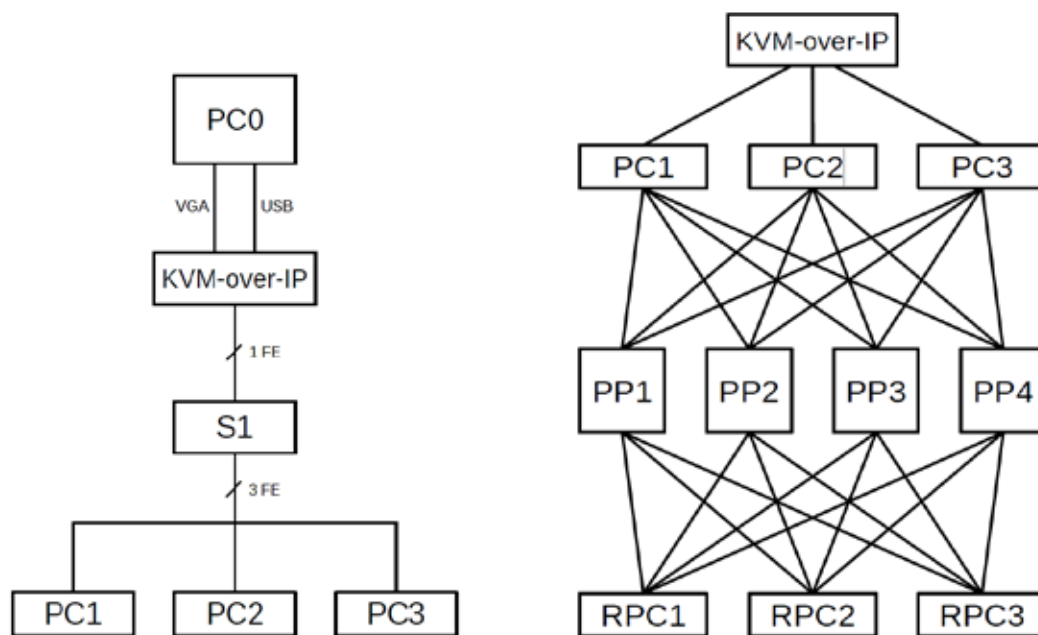 PC0
VGA
USB
KVM-over-IP
1 FE
S1
3 FE
PC1
PC2
PC3
KVM-over-IP
PC1
PC2
PC3
PP1
PP2
PP3
PP4
RPC1
RPC2
RPC3